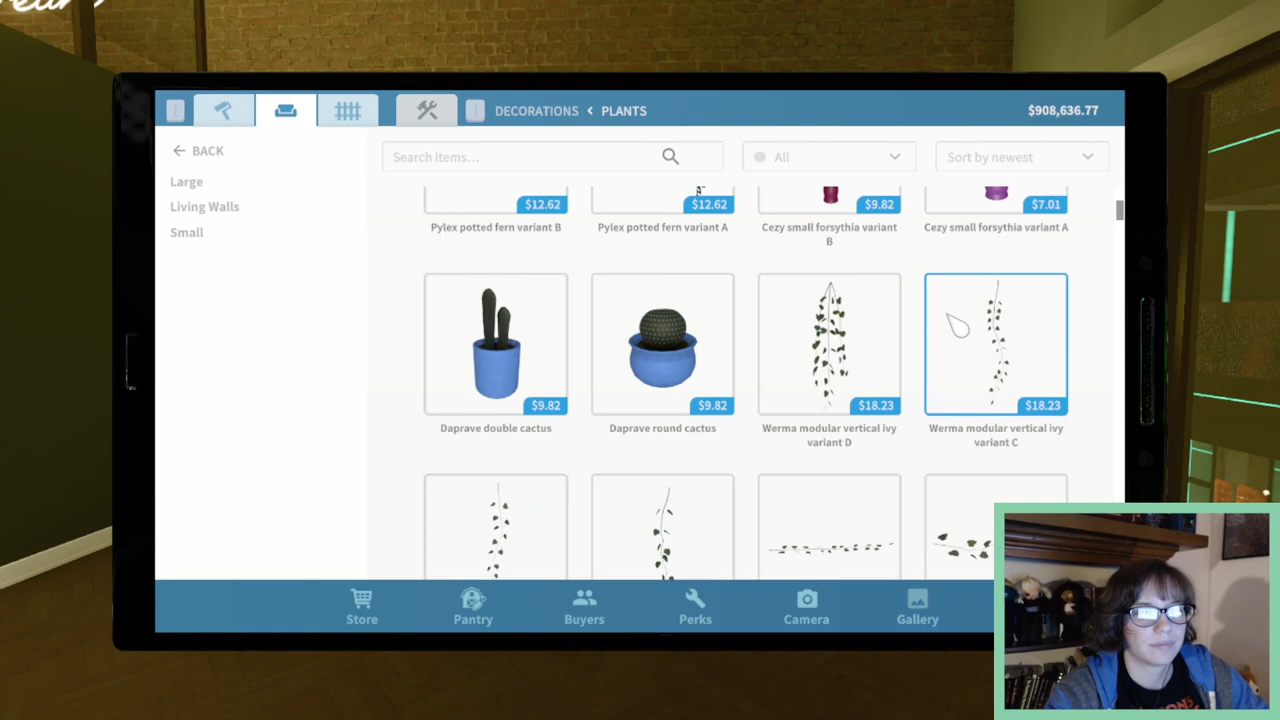 DECORATIONS < PLANTS
$908,636.77
BACK
Search items...
All
Sort by newest
Large
Living Walls
Small
$12.62
$12.62
$9.82
$7.01
Pylex potted fern variant B
Pylex potted fern variant A
Cezy small forsythia variant
B
Cezy small forsythia variant A
$9.82
$9.82
$18.23
$18.23
Daprave double cactus
Daprave round cactus
Werma modular vertical ivy
variant D
Werma modular vertical ivy
variant C
Store
Pantry
Buyers
Perks
Camera
Gallery